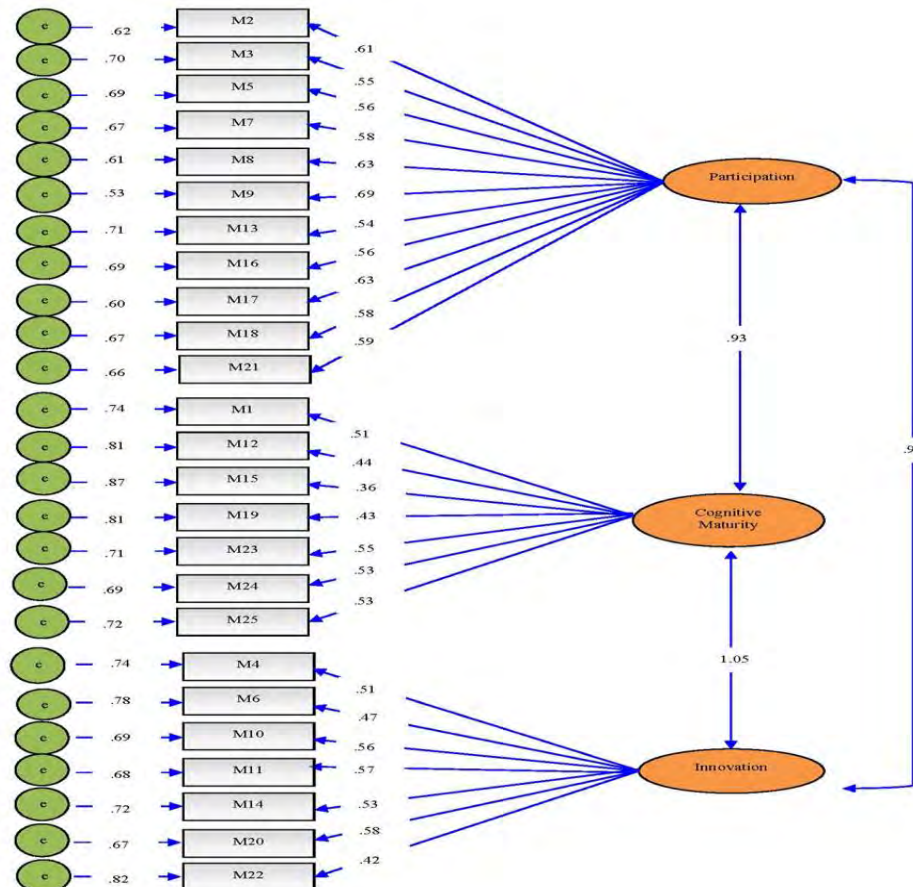 e .62 M2 .61
e .70 M3 .55
e .69 M5 .56
e .67 M7 .58
e .61 M8 .63
e .53 M9 .69
e .71 M13 .54
e .69 M16 .56
e .60 M17 .63
e .67 M18 .58
e .66 M21 .59
Participation
.93
e .74 M1 .51
e .81 M12 .44
e .87 M15 .36
e .81 M19 .43
e .71 M23 .55
e .69 M24 .53
e .72 M25 .53
Cognitive
Maturity
.9
1.05
e .74 M4 .51
e .78 M6 .47
e .69 M10 .56
e .68 M11 .57
e .72 M14 .53
e .67 M20 .58
e .82 M22 .42
Innovation